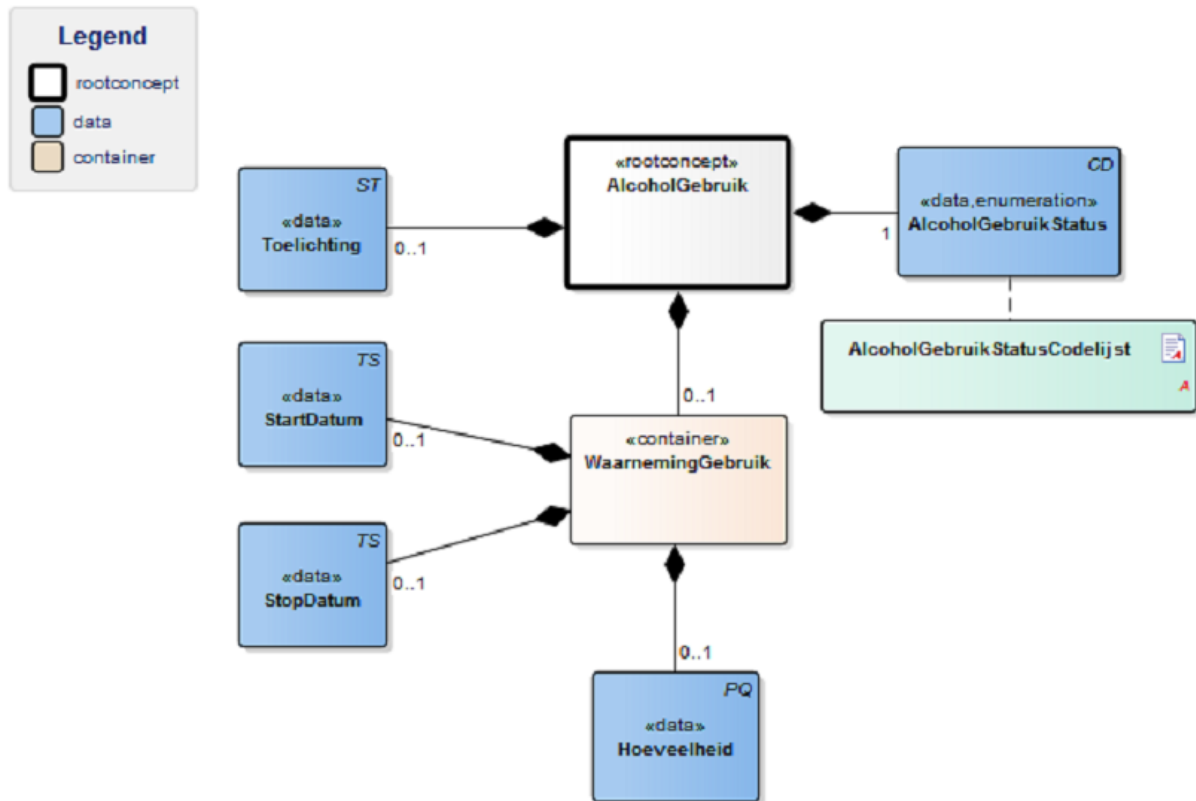 Legend
rootconcept
data
container
«rootconcept»
AlcoholGebruik
ST
«data»
Toelichting
0..1
CD
«data,enumeration»
AlcoholGebruikStatus
1
AlcoholGebruikStatusCodelijst
A
A
TS
«data»
StartDatum
0..1
0..1
«container»
WaarnemingGebruik
TS
«data»
StopDatum
0..1
0..1
PQ
«data»
Hoeveelheid